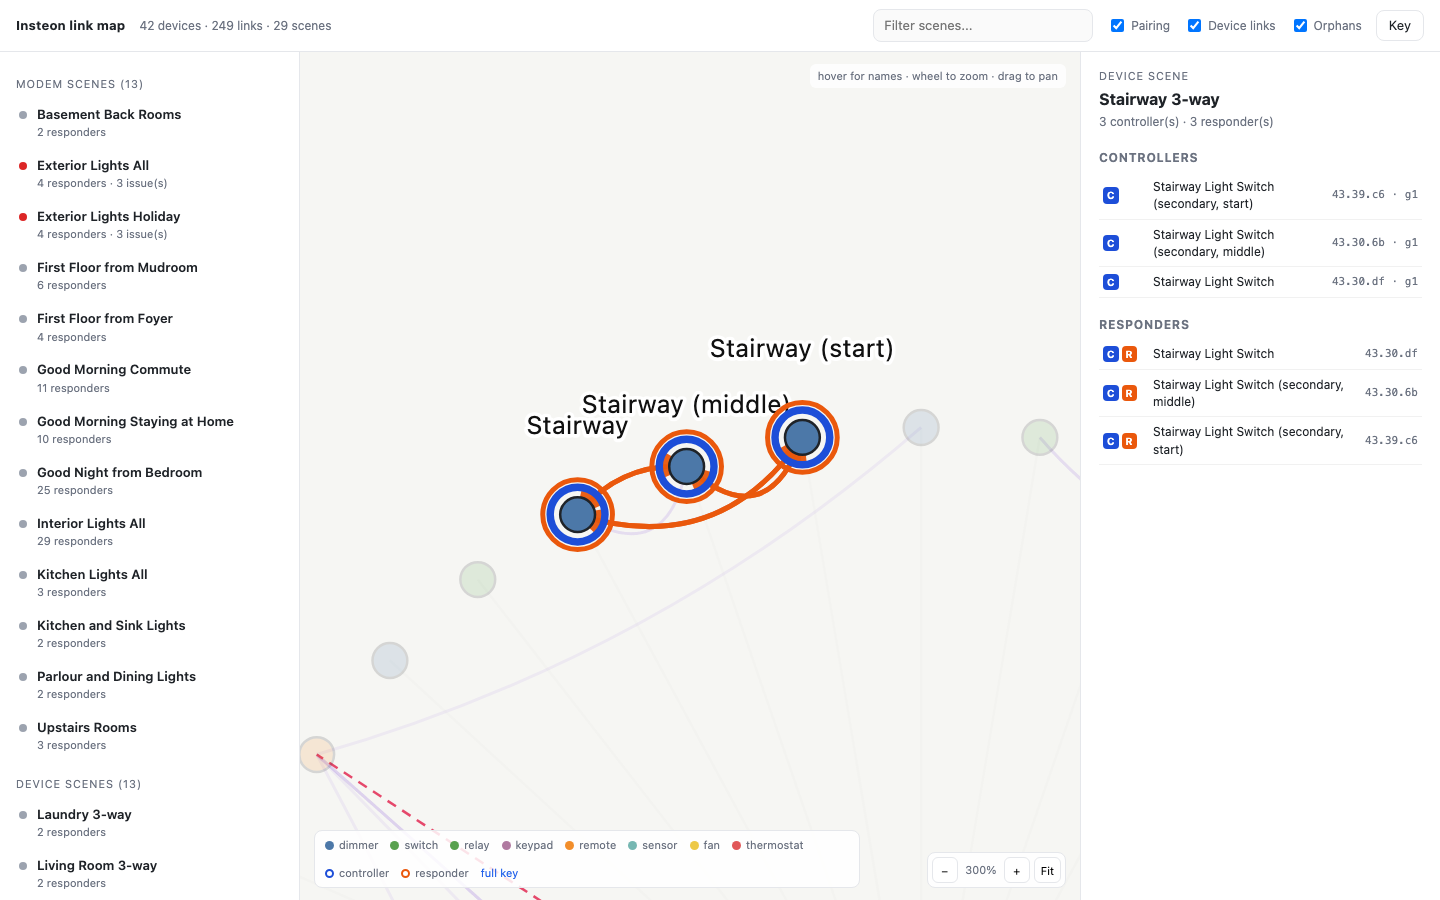 Insteon link map
42 devices · 249 links · 29 scenes
Filter scenes...
Pairing
Device links
Orphans
Key
MODEM SCENES (13)
Basement Back Rooms
2 responders
Exterior Lights All
4 responders · 3 issue(s)
Exterior Lights Holiday
4 responders · 3 issue(s)
First Floor from Mudroom
6 responders
First Floor from Foyer
4 responders
Good Morning Commute
11 responders
Good Morning Staying at Home
10 responders
Good Night from Bedroom
25 responders
Interior Lights All
29 responders
Kitchen Lights All
3 responders
Kitchen and Sink Lights
2 responders
Parlour and Dining Lights
2 responders
Upstairs Rooms
3 responders
DEVICE SCENES (13)
Laundry 3-way
2 responders
Living Room 3-way
2 responders
hover for names · wheel to zoom · drag to pan
Stairway (start)
Stairway (middle)
Stairway
dimmer switch relay keypad remote sensor fan thermostat
controller responder full key
− 300% + Fit
DEVICE SCENE
Stairway 3-way
3 controller(s) · 3 responder(s)
CONTROLLERS
C Stairway Light Switch (secondary, start) 43.39.c6 · g1
C Stairway Light Switch (secondary, middle) 43.30.6b · g1
C Stairway Light Switch 43.30.df · g1
RESPONDERS
C R Stairway Light Switch 43.30.df
C R Stairway Light Switch (secondary, middle) 43.30.6b
C R Stairway Light Switch (secondary, start) 43.39.c6